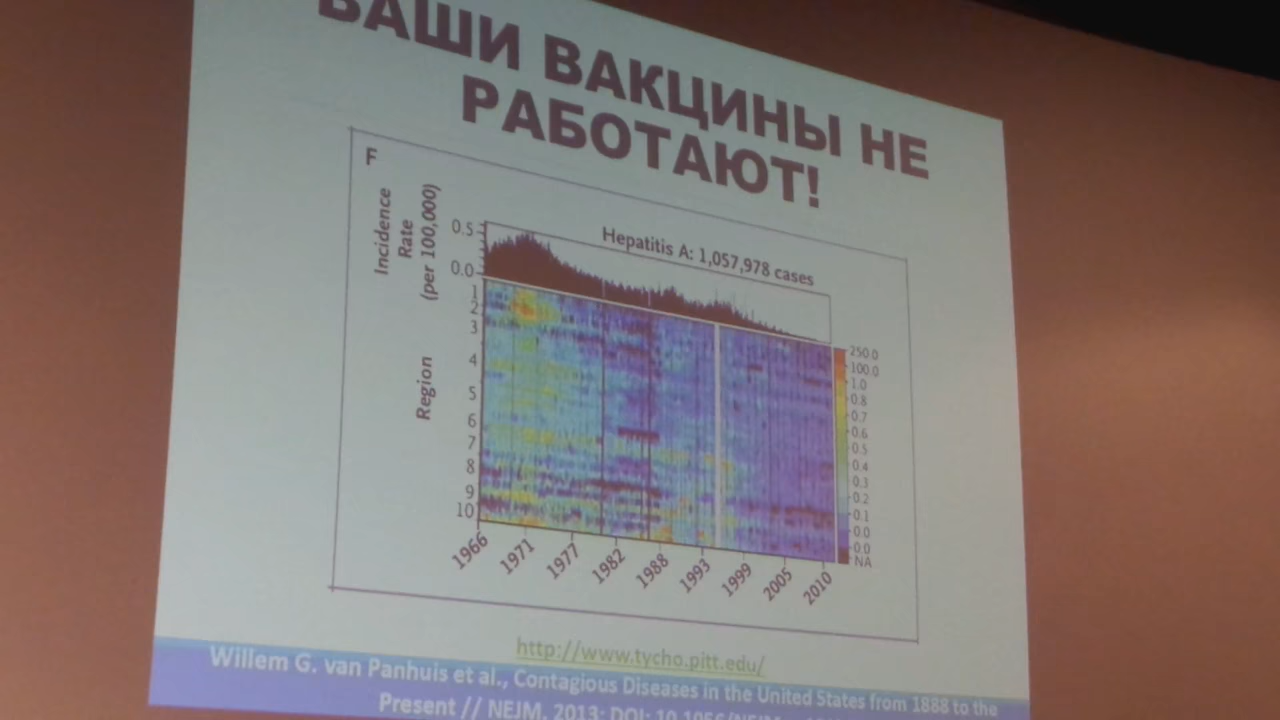 ВАШИ ВАКЦИНЫ НЕ
РАБОТАЮТ!
F
Incidence
Rate
(per 100,000)
0.5
0.0
Hepatitis A: 1,057,978 cases
Region
1
2
3
4
5
6
7
8
9
10
250.0
100.0
1.0
0.8
0.7
0.6
0.5
0.4
0.3
0.2
0.1
0.0
0.0
NA
1966
1971
1977
1982
1988
1993
1999
2005
2010
http://www.tycho.pitt.edu/
Willem G. van Panhuis et al., Contagious Diseases in the United States from 1888 to the
Present // NEJM, 2013; DOI: